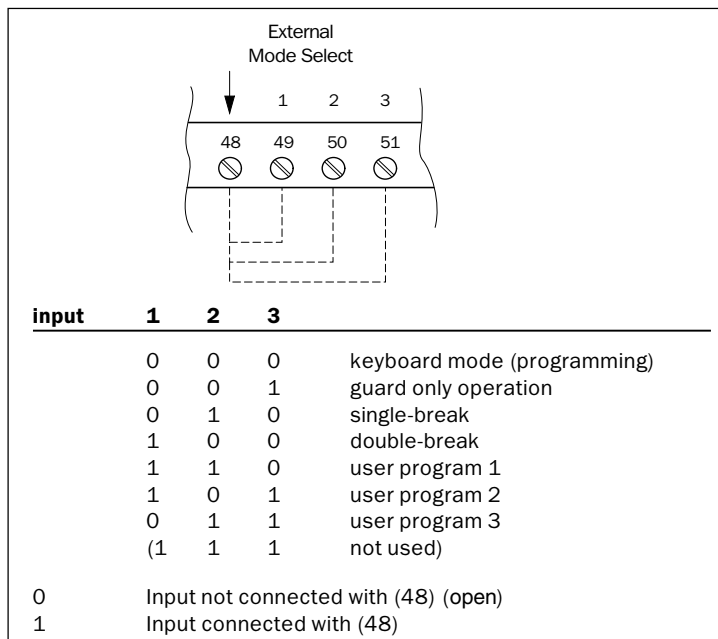 External
Mode Select
1 2 3
48 49 50 51
input 1 2 3
0 0 0 keyboard mode (programming)
0 0 1 guard only operation
0 1 0 single-break
1 0 0 double-break
1 1 0 user program 1
1 0 1 user program 2
0 1 1 user program 3
(1 1 1 not used)
0 Input not connected with (48) (open)
1 Input connected with (48)